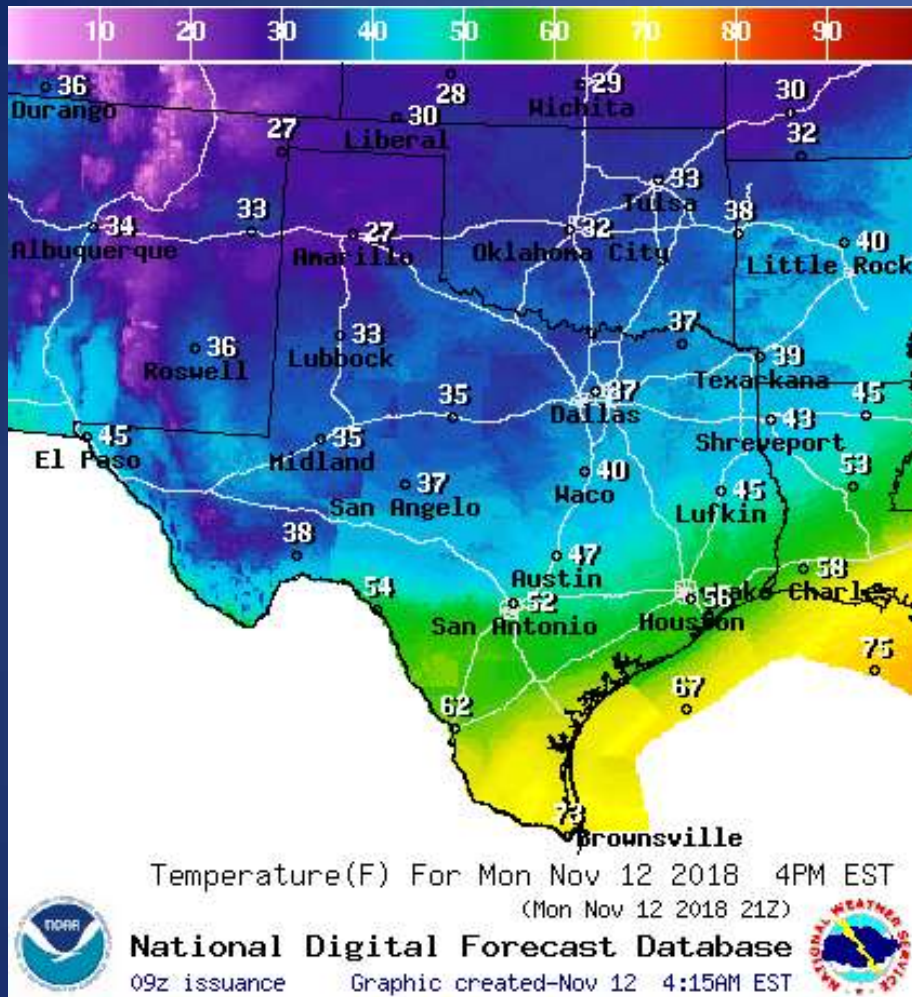 10 20 30 40 50 60 70 80 90
36 28 29 30
Durango Wichita
30
Liberal
27 32
33
Tulsa
34 33 27 32 38
Albuquerque Amarillo Oklahoma City 40
Little Rock
36 33 37
Roswell Lubbock 39
Texarkana
35 37 45
Dallas 43
45 35 Shreveport
El Paso Midland
37 40 45 53
San Angelo Waco Lufkin
38 47 58
Austin Lake Charles
54 52 56
San Antonio Houston
75
62 67
73
Brownsville
Temperature(F) For Mon Nov 12 2018 4PM EST
(Mon Nov 12 2018 21Z)
National Digital Forecast Database
09z issuance Graphic created-Nov 12 4:15AM EST
NOAA
NATIONAL WEATHER SERVICE